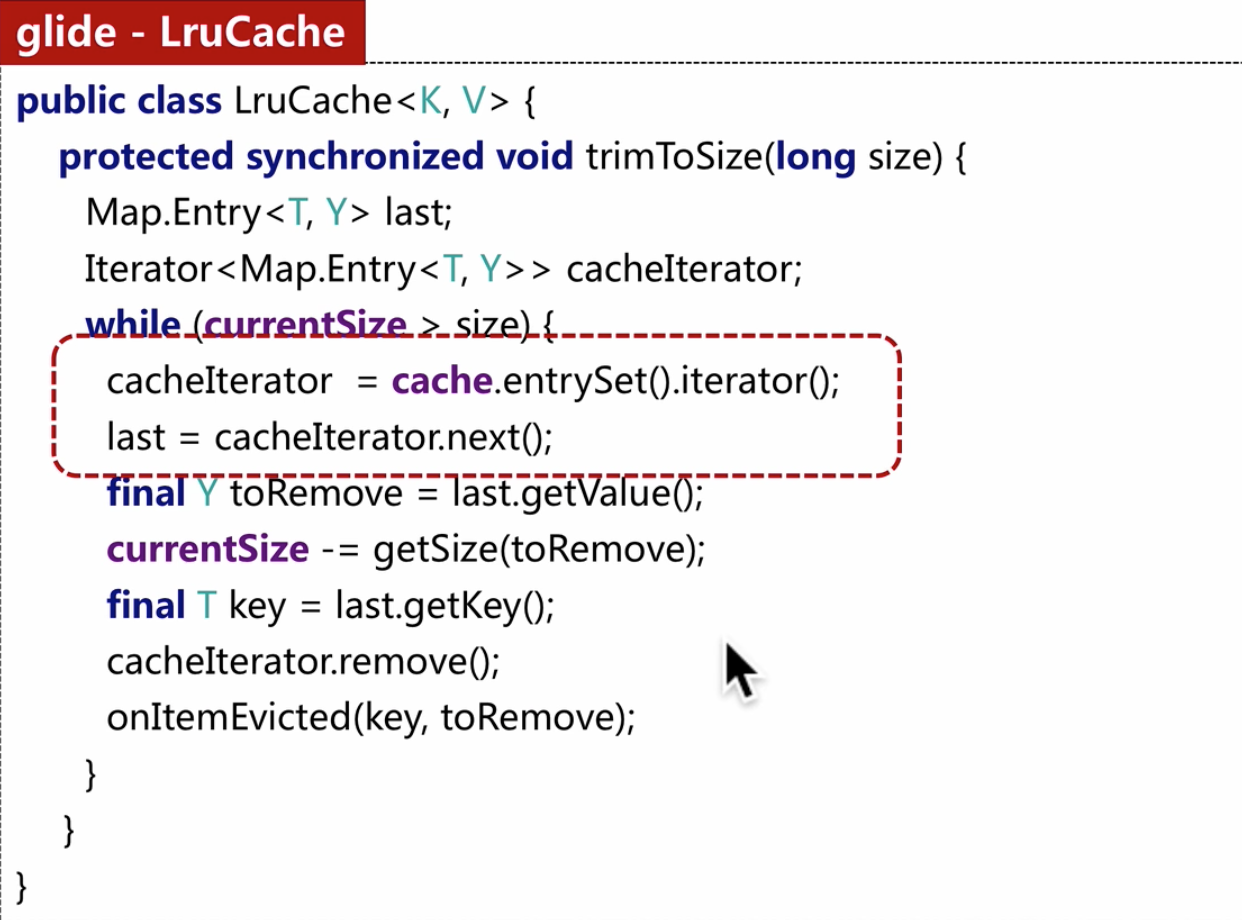 glide - LruCache
public class LruCache<K, V> {
protected synchronized void trimToSize(long size) {
Map.Entry<T, Y> last;
Iterator<Map.Entry<T, Y>> cacheIterator;
while (currentSize > size) {
cacheIterator = cache.entrySet().iterator();
last = cacheIterator.next();
final Y toRemove = last.getValue();
currentSize -= getSize(toRemove);
final T key = last.getKey();
cacheIterator.remove();
onItemEvicted(key, toRemove);
}
}
}